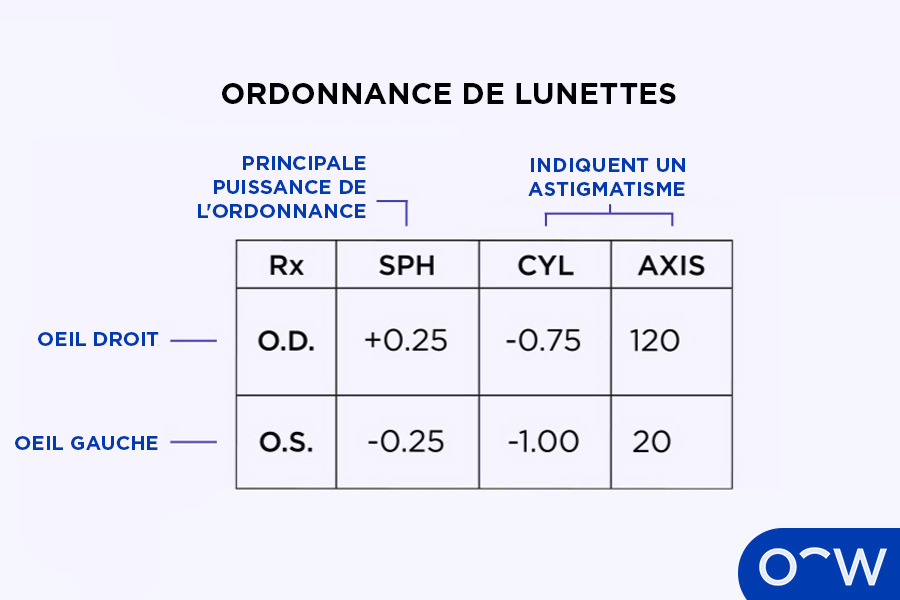 ORDONNANCE DE LUNETTES
PRINCIPALE
PUISSANCE DE
L'ORDONNANCE
INDIQUENT UN
ASTIGMATISME
Rx SPH CYL AXIS
OEIL DROIT O.D. +0.25 -0.75 120
OEIL GAUCHE O.S. -0.25 -1.00 20
OW